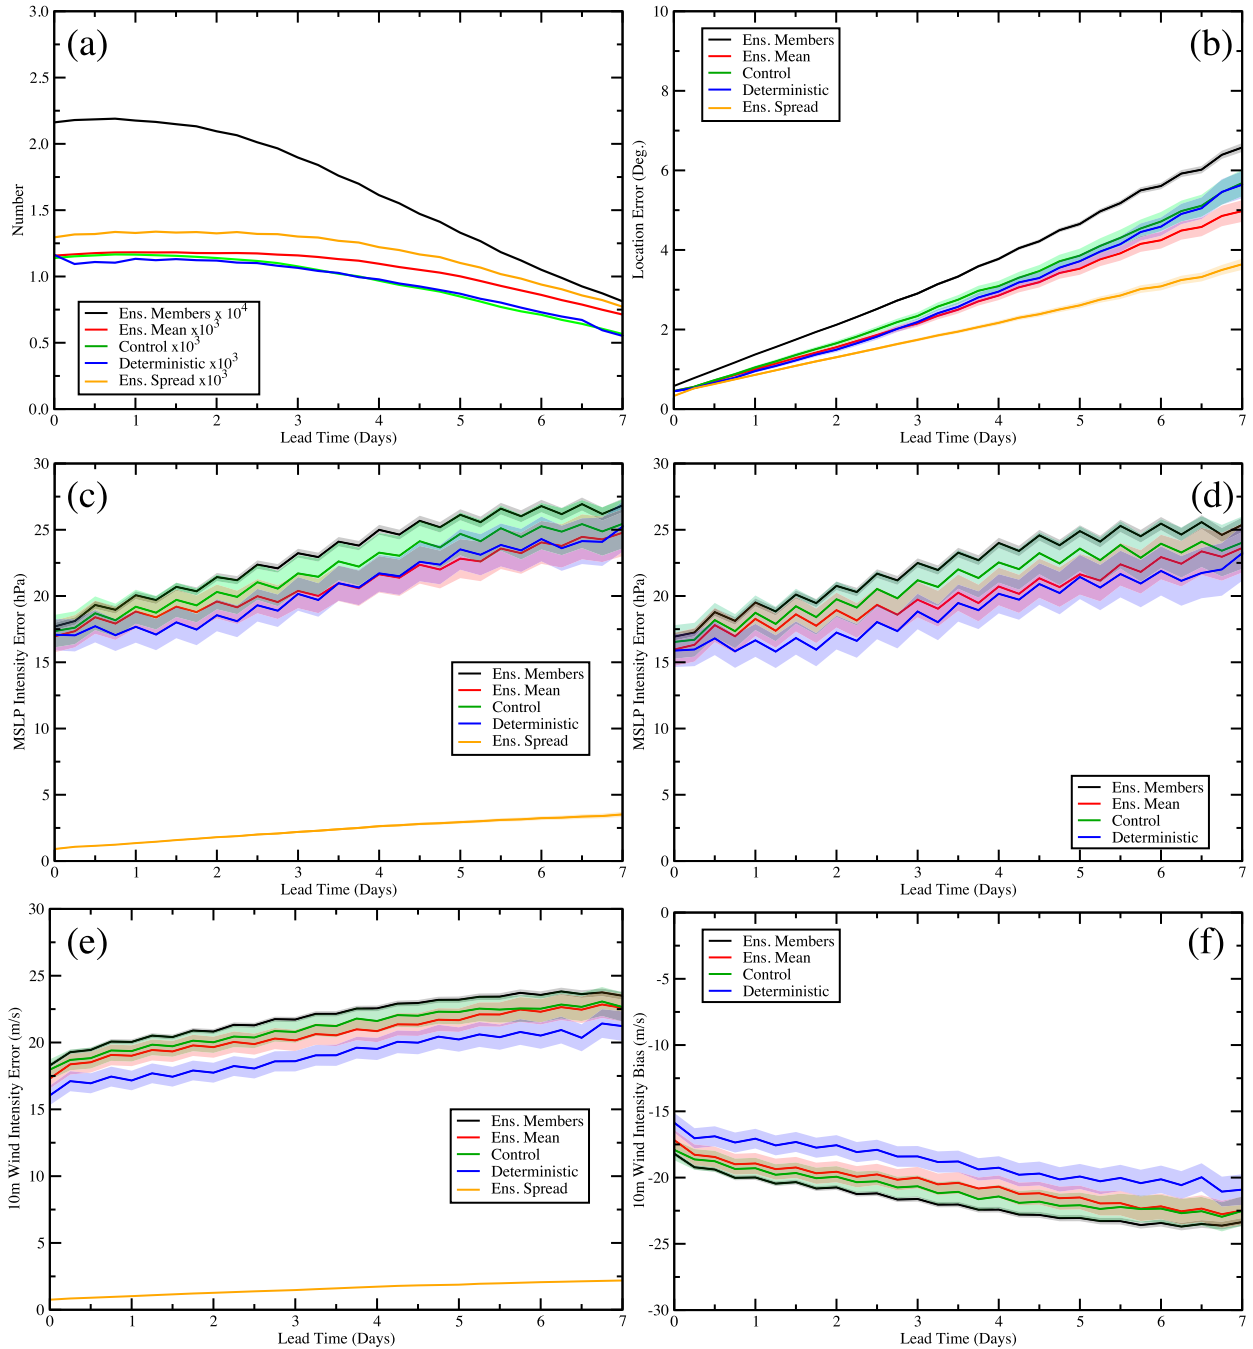 (a)
3.0
2.5
2.0
1.5
1.0
0.5
0.0
Number
Ens. Members x 10^4
Ens. Mean x10^3
Control x10^3
Deterministic x10^3
Ens. Spread x10^3
0 1 2 3 4 5 6 7
Lead Time (Days)
(b)
10
8
6
4
2
0
Location Error (Deg.)
Ens. Members
Ens. Mean
Control
Deterministic
Ens. Spread
0 1 2 3 4 5 6 7
Lead Time (Days)
(c)
30
25
20
15
10
5
0
MSLP Intensity Error (hPa)
Ens. Members
Ens. Mean
Control
Deterministic
Ens. Spread
0 1 2 3 4 5 6 7
Lead Time (Days)
(d)
30
25
20
15
10
5
0
MSLP Intensity Error (hPa)
Ens. Members
Ens. Mean
Control
Deterministic
0 1 2 3 4 5 6 7
Lead Time (Days)
(e)
30
25
20
15
10
5
0
10m Wind Intensity Error (m/s)
Ens. Members
Ens. Mean
Control
Deterministic
Ens. Spread
0 1 2 3 4 5 6 7
Lead Time (Days)
(f)
0
-5
-10
-15
-20
-25
-30
10m Wind Intensity Bias (m/s)
Ens. Members
Ens. Mean
Control
Deterministic
0 1 2 3 4 5 6 7
Lead Time (Days)